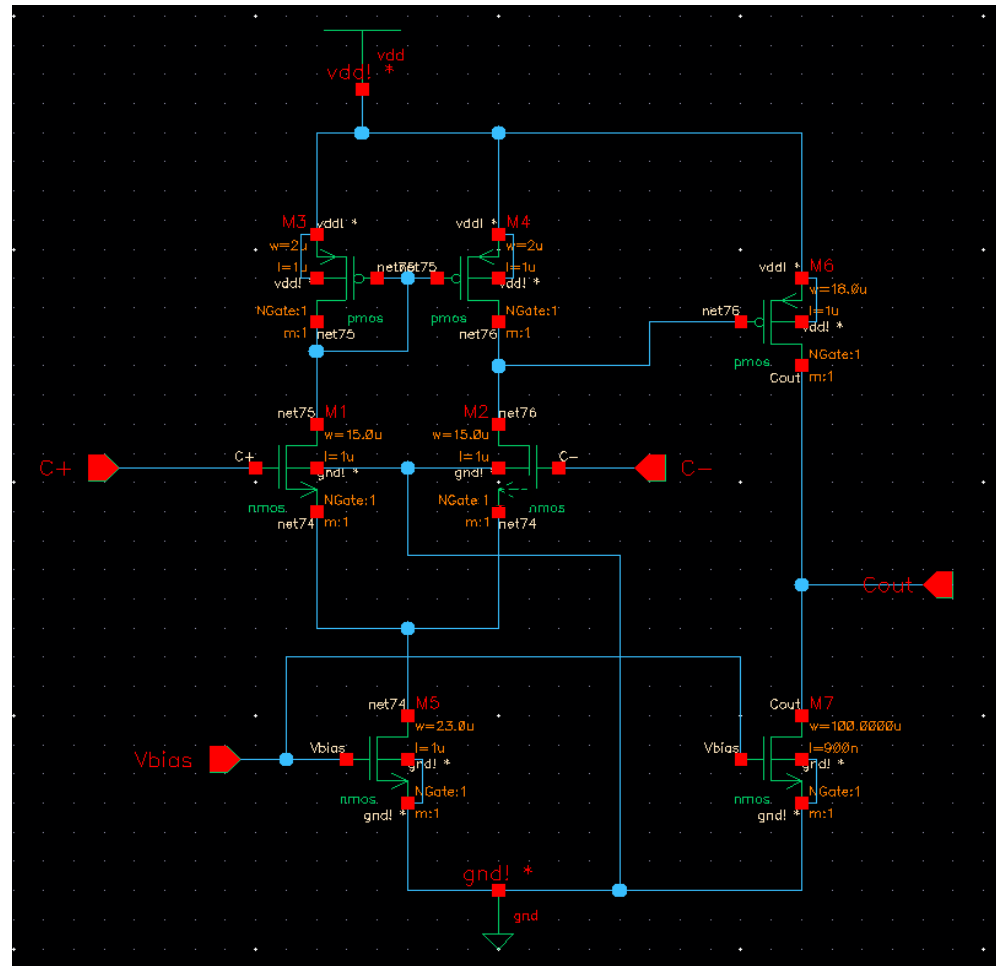 vdd
vdd! *
M3
vdd! *
w=2u
l=1u
vdd! *
net75
NGate:1
pmos
m:1
net75
vdd! *
M4
w=2u
l=1u
vdd! *
net75
NGate:1
pmos
net76
m:1
vdd! *
M6
w=16.0u
net76
l=1u
vdd! *
NGate:1
pmos
Cout
m:1
net75
M1
w=15.0u
C+
C+
l=1u
gnd! *
NGate:1
nmos
net74
m:1
M2
net76
w=15.0u
l=1u
gnd! *
C-
C-
NGate:1
nmos
m:1
net74
Cout
net74
M5
w=23.0u
Vbias
Vbias
l=1u
gnd! *
NGate:1
nmos
gnd! *
m:1
Cout
M7
w=100.0000u
Vbias
l=900n
gnd! *
NGate:1
nmos
gnd! *
m:1
gnd! *
gnd